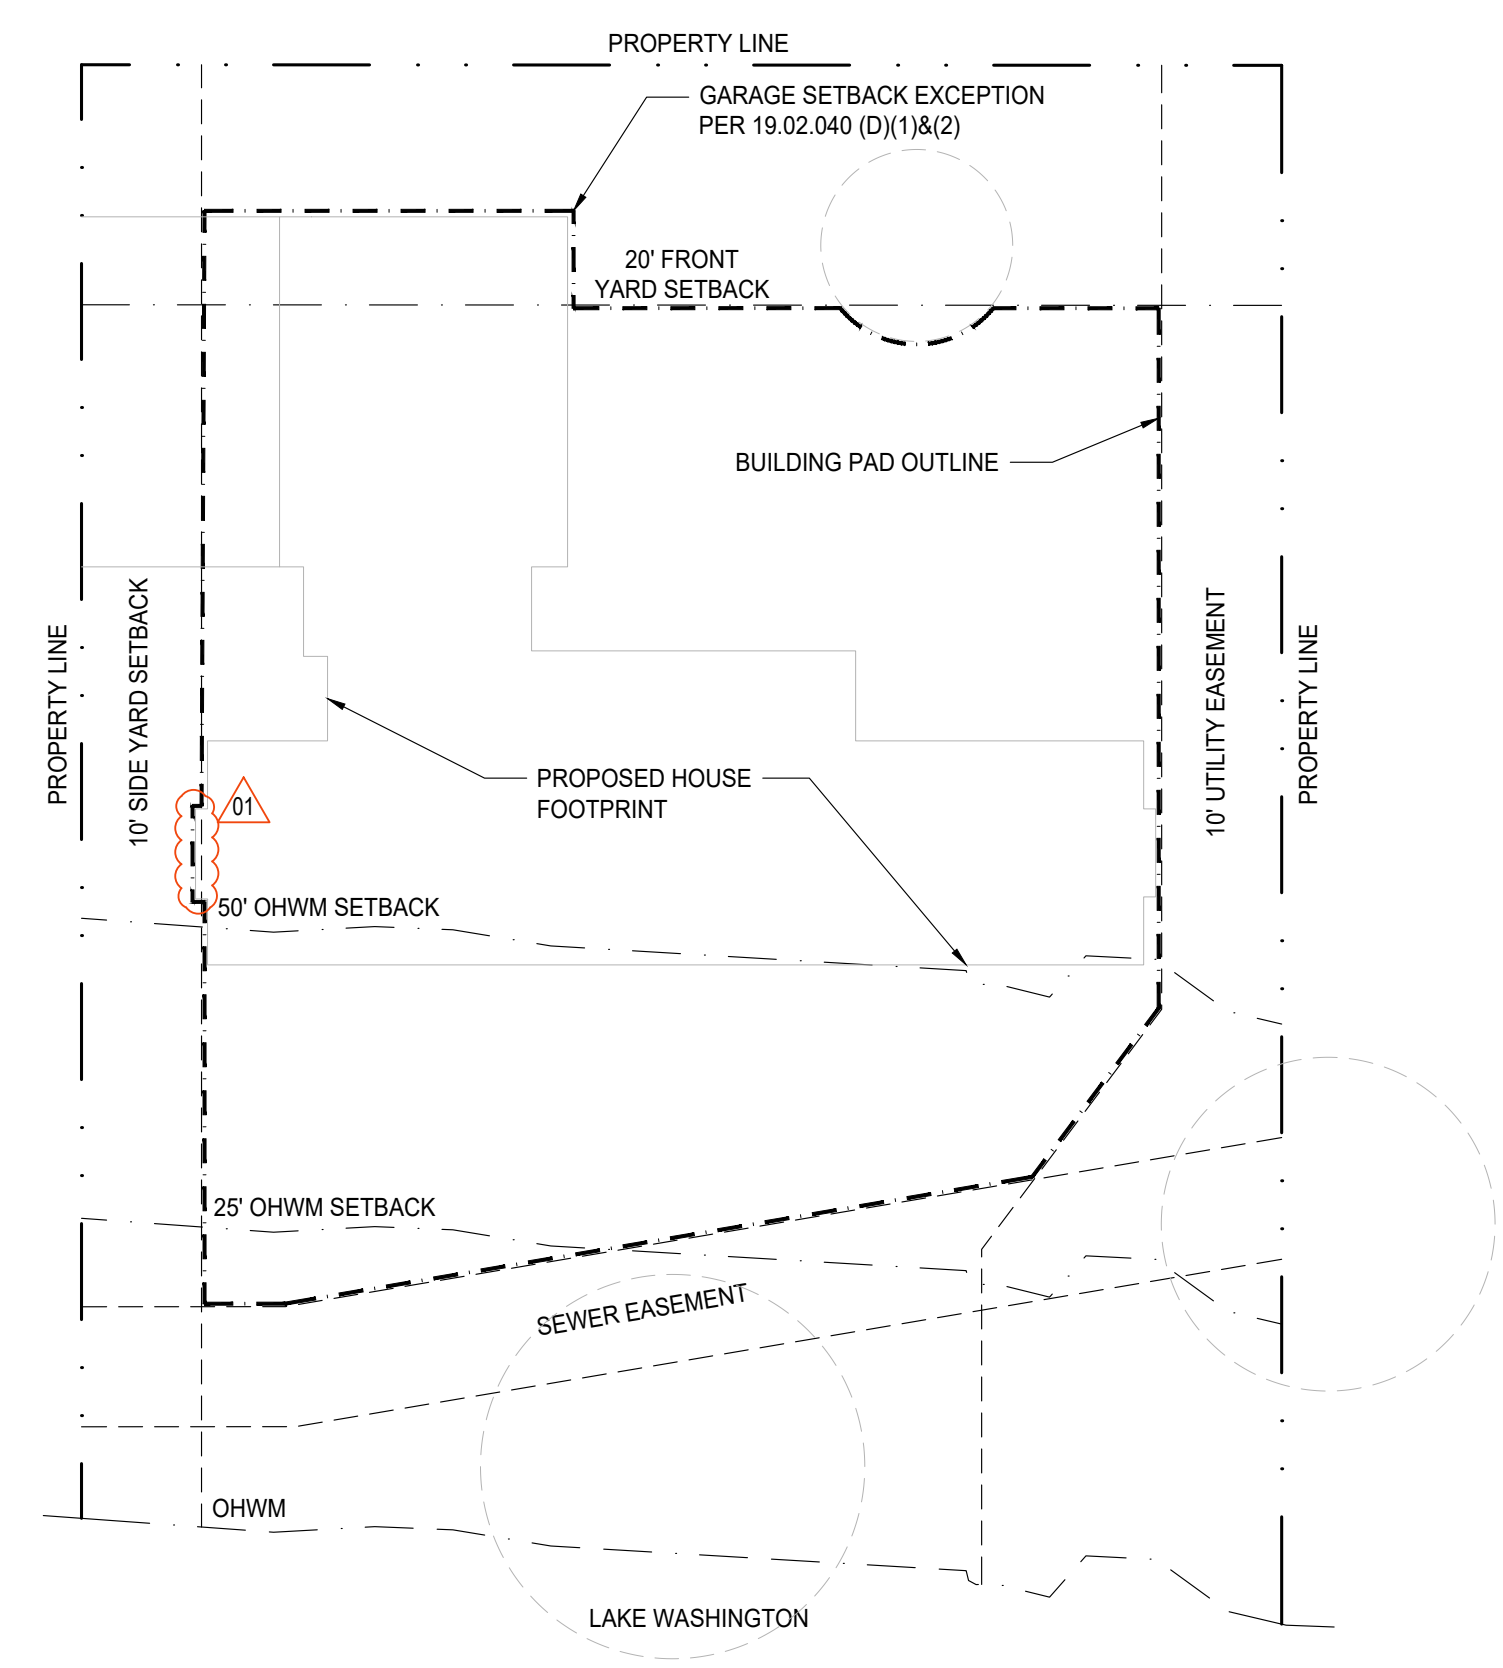 PROPERTY LINE
GARAGE SETBACK EXCEPTION
PER 19.02.040 (D)(1)&(2)
20' FRONT
YARD SETBACK
BUILDING PAD OUTLINE
PROPERTY LINE
10' SIDE YARD SETBACK
10' UTILITY EASEMENT
PROPERTY LINE
PROPOSED HOUSE
FOOTPRINT
01
50' OHWM SETBACK
25' OHWM SETBACK
SEWER EASEMENT
OHWM
LAKE WASHINGTON